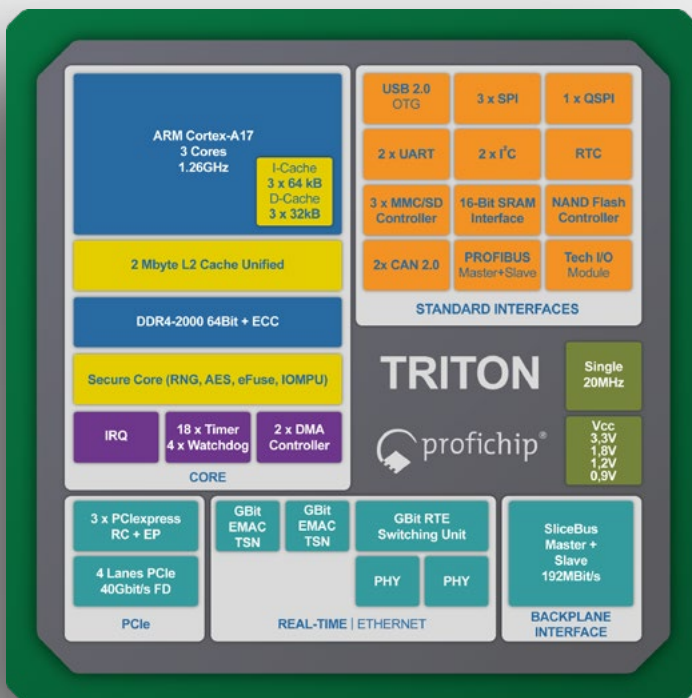 ARM Cortex-A17
3 Cores
1.26GHz
I-Cache
3 x 64 kB
D-Cache
3 x 32kB
2 Mbyte L2 Cache Unified
DDR4-2000 64Bit + ECC
Secure Core (RNG, AES, eFuse, IOMPU)
IRQ
18 x Timer
4 x Watchdog
2 x DMA
Controller
CORE
USB 2.0
OTG
3 x SPI
1 x QSPI
2 x UART
2 x I²C
RTC
3 x MMC/SD
Controller
16-Bit SRAM
Interface
NAND Flash
Controller
2x CAN 2.0
PROFIBUS
Master+Slave
Tech I/O
Module
STANDARD INTERFACES
TRITON
profichip®
Single
20MHz
Vcc
3,3V
1,8V
1,2V
0,9V
3 x PCIexpress
RC + EP
4 Lanes PCIe
40Gbit/s FD
PCIe
GBit
EMAC
TSN
GBit
EMAC
TSN
GBit RTE
Switching Unit
PHY
PHY
REAL-TIME | ETHERNET
SliceBus
Master +
Slave
192MBit/s
BACKPLANE
INTERFACE